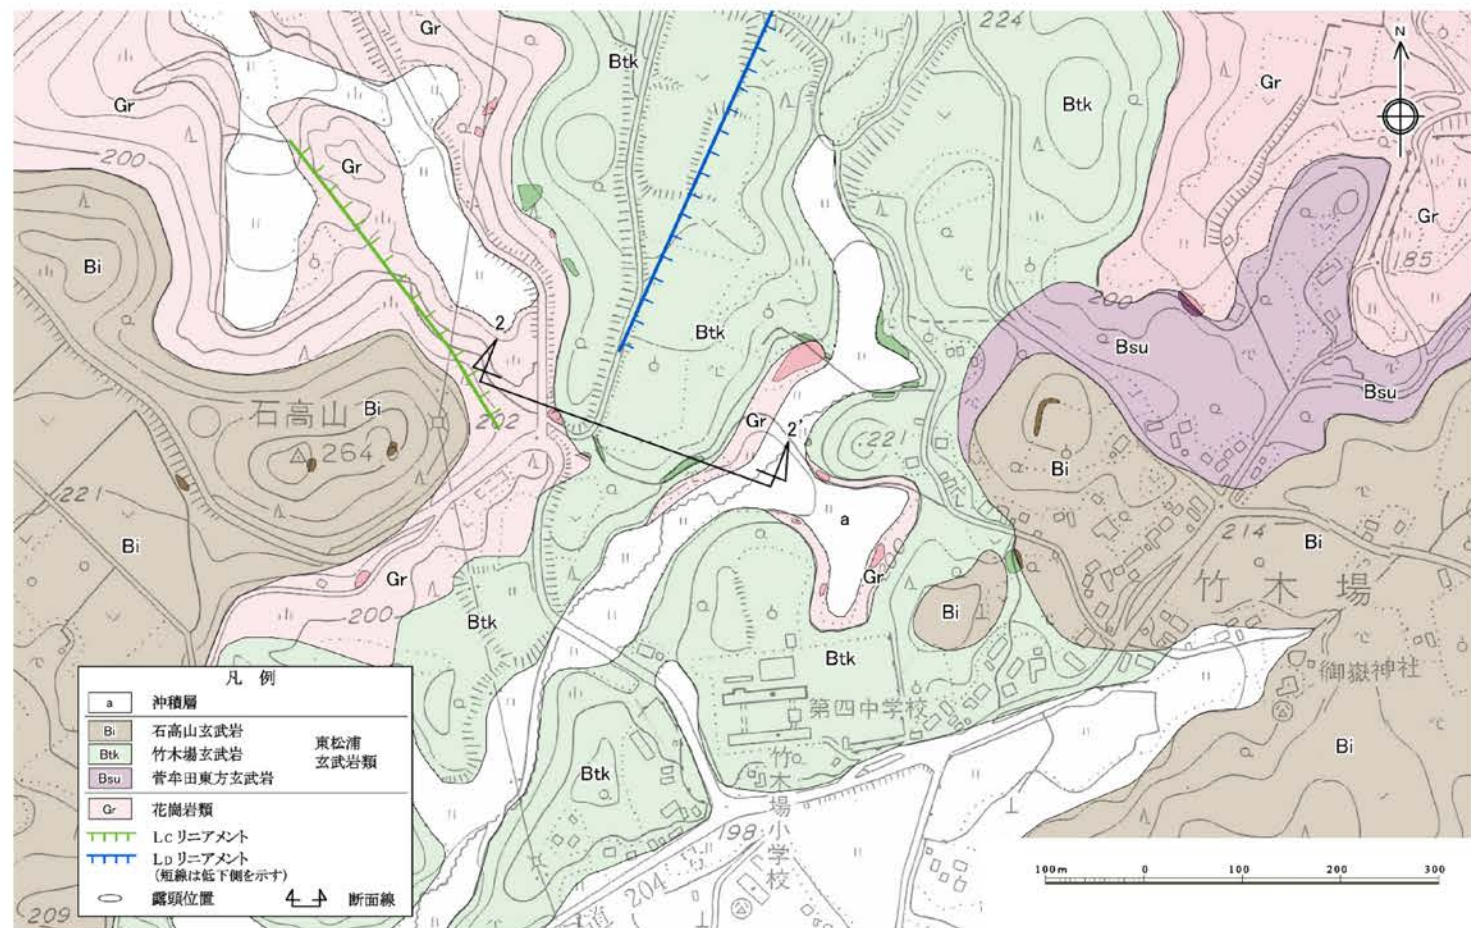 224
Gr
Btk
Gr
N
Gr
Btk
200
Gr
Gr
185
200
Bi
Btk
Bsu
2
Bsu
石高山
Bi
202
Gr
2'
221
264
Bi
221
a
214
Bi
Bi
竹木場
Gr
200
Gr
200
Bi
Btk
Btk
御嶽神社
第四中学校
Bi
Btk
竹木場小学校
198
道 204
209
100m 0 100 200 300
凡 例
a 沖積層
Bi 石高山玄武岩
Btk 竹木場玄武岩
Bsu 菅牟田東方玄武岩
東松浦
玄武岩類
Gr 花崗岩類
LC リニアメント
LD リニアメント
(短線は低下側を示す)
露頭位置
断面線